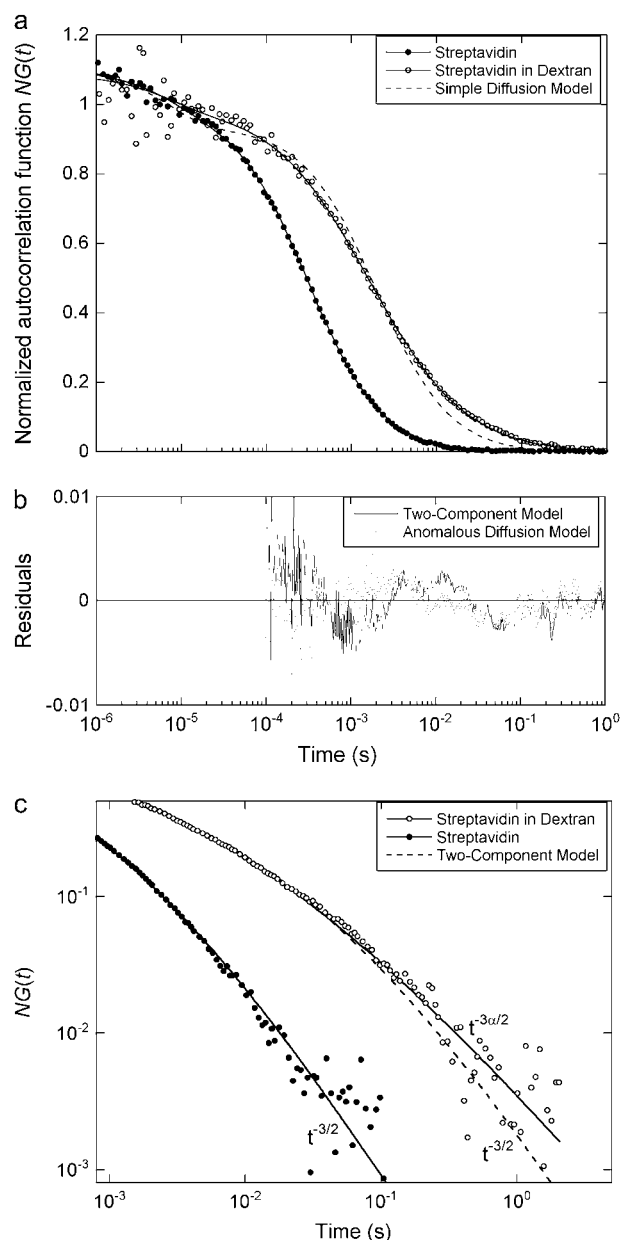 a
Normalized autocorrelation function NG(t)
1.2
1
0.8
0.6
0.4
0.2
0
Streptavidin
Streptavidin in Dextran
Simple Diffusion Model
b
Residuals
0.01
0
-0.01
Two-Component Model
Anomalous Diffusion Model
10^-6 10^-5 10^-4 10^-3 10^-2 10^-1 10^0
Time (s)
c
NG(t)
10^-1
10^-2
10^-3
Streptavidin in Dextran
Streptavidin
Two-Component Model
t^-3α/2
t^-3/2
t^-3/2
10^-3 10^-2 10^-1 10^0
Time (s)